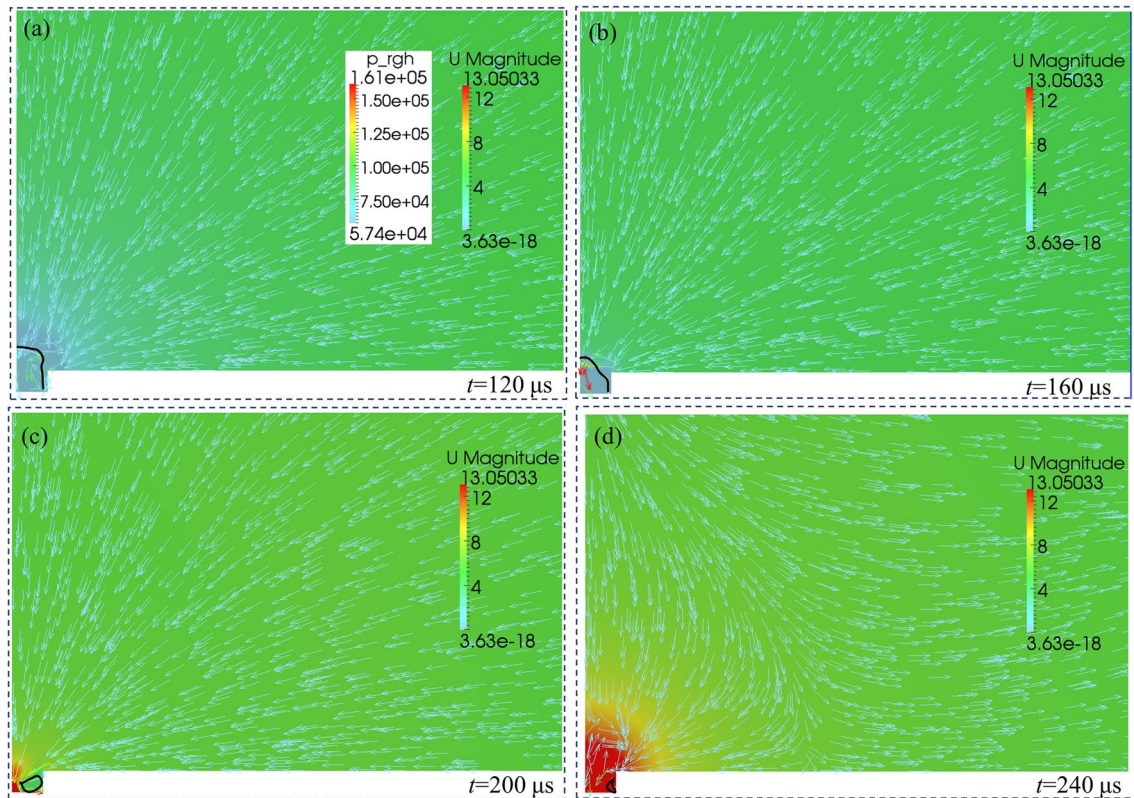 (a)
p_rgh
1.61e+05
1.50e+05
1.25e+05
1.00e+05
7.50e+04
5.74e+04
U Magnitude
13.05033
12
8
4
3.63e-18
t=120 μs
(b)
U Magnitude
13.05033
12
8
4
3.63e-18
t=160 μs
(c)
U Magnitude
13.05033
12
8
4
3.63e-18
t=200 μs
(d)
U Magnitude
13.05033
12
8
4
3.63e-18
t=240 μs